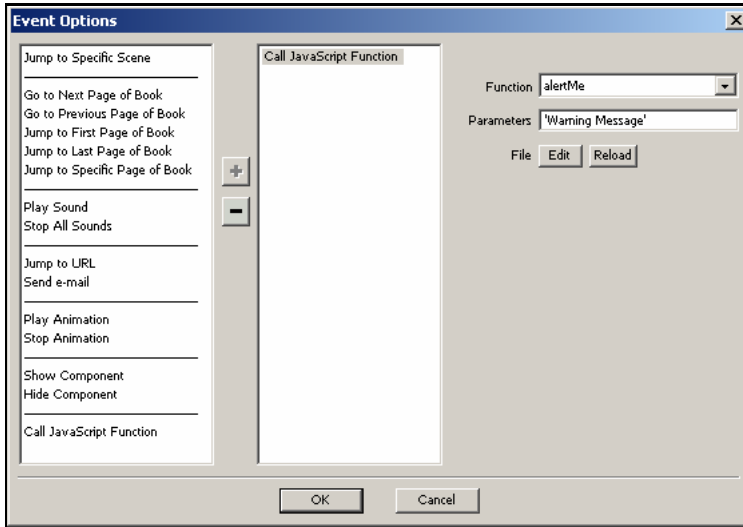 Event Options
Jump to Specific Scene
Go to Next Page of Book
Go to Previous Page of Book
Jump to First Page of Book
Jump to Last Page of Book
Jump to Specific Page of Book
Play Sound
Stop All Sounds
Jump to URL
Send e-mail
Play Animation
Stop Animation
Show Component
Hide Component
Call JavaScript Function
Call JavaScript Function
Function alertMe
Parameters 'Warning Message'
File Edit Reload
OK Cancel